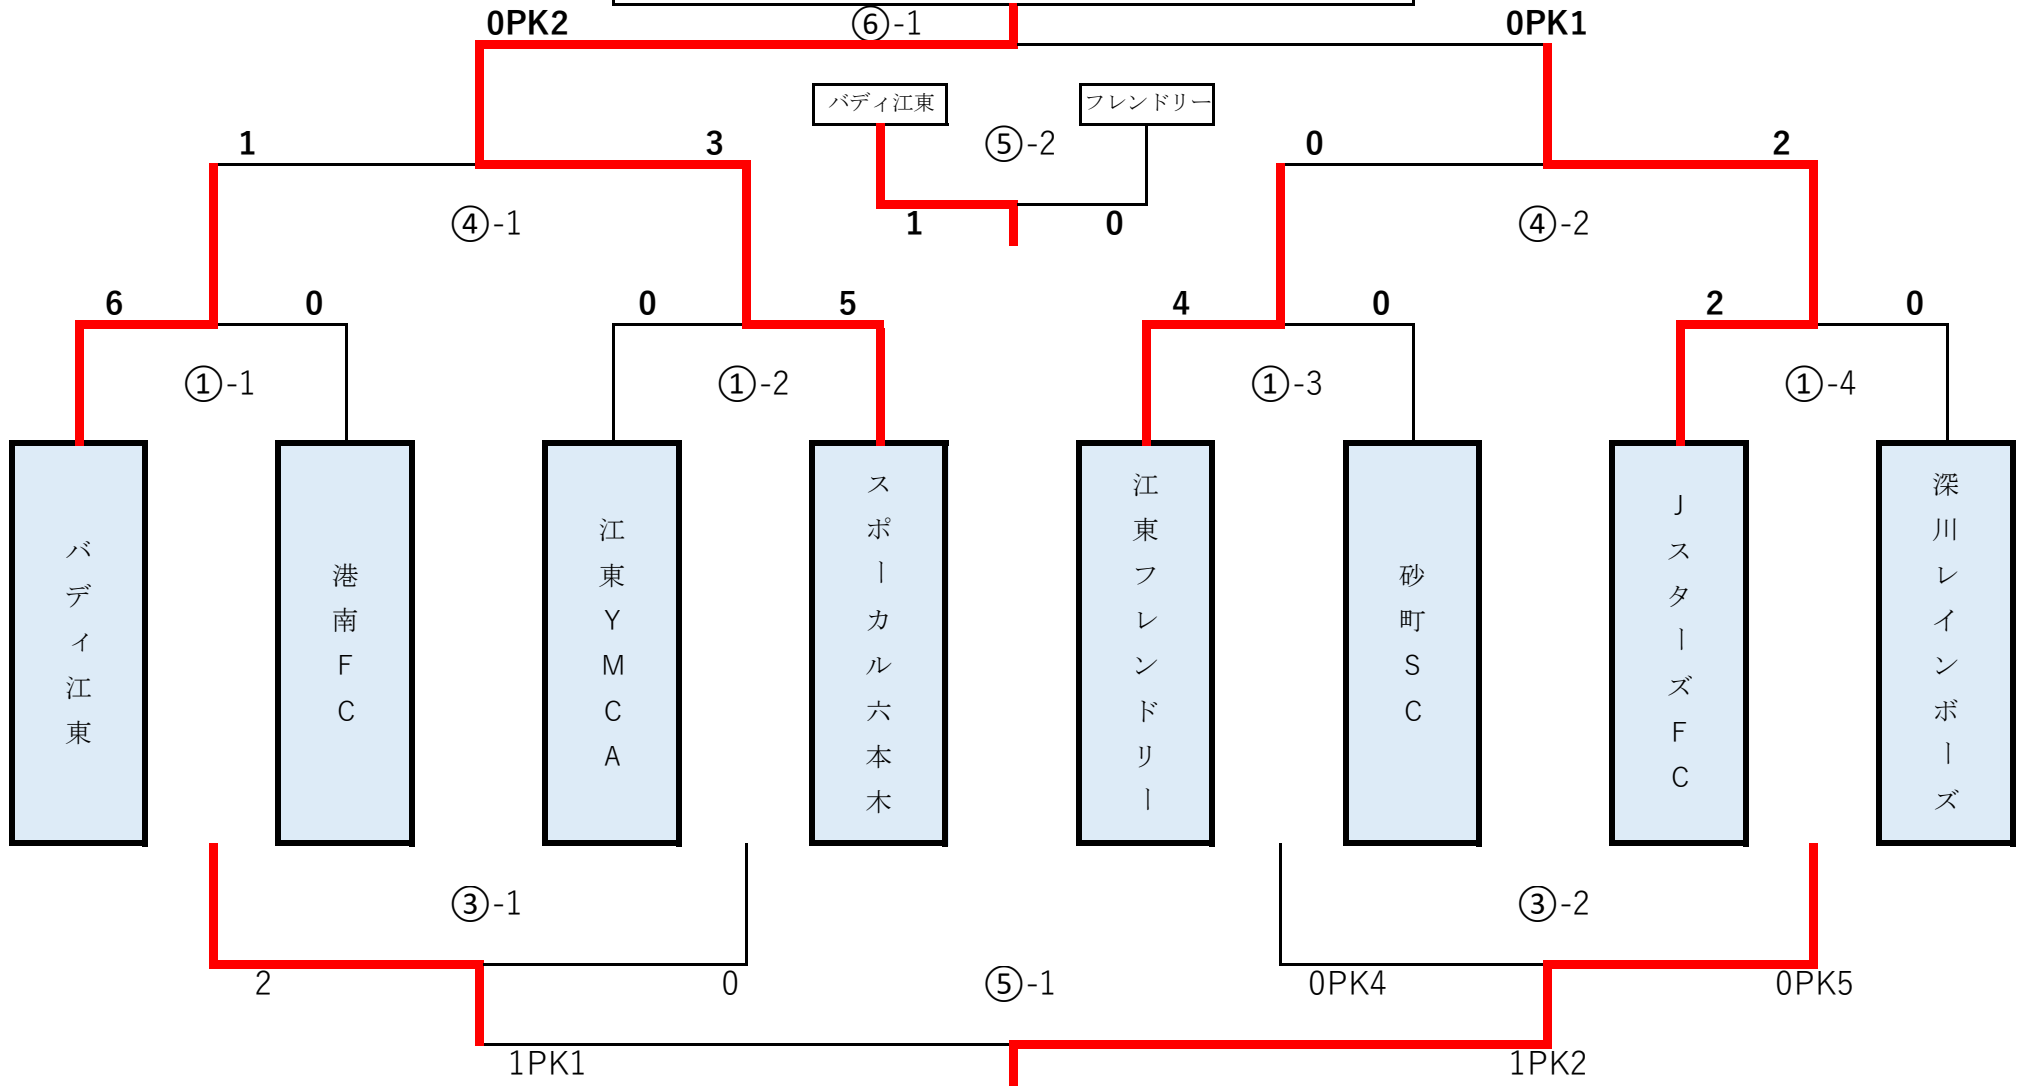 0PK2
⑥-1
0PK1
バディ江東
フレンドリー
⑤-2
1
3
0
2
④-1
1
0
④-2
6
0
0
5
4
0
2
0
①-1
①-2
①-3
①-4
バディ江東
港南FC
江東YMCA
スポーカル六本木
江東フレンドリー
砂町SC
JスターズFC
深川レインボーズ
③-1
③-2
2
0
⑤-1
0PK4
0PK5
1PK1
1PK2